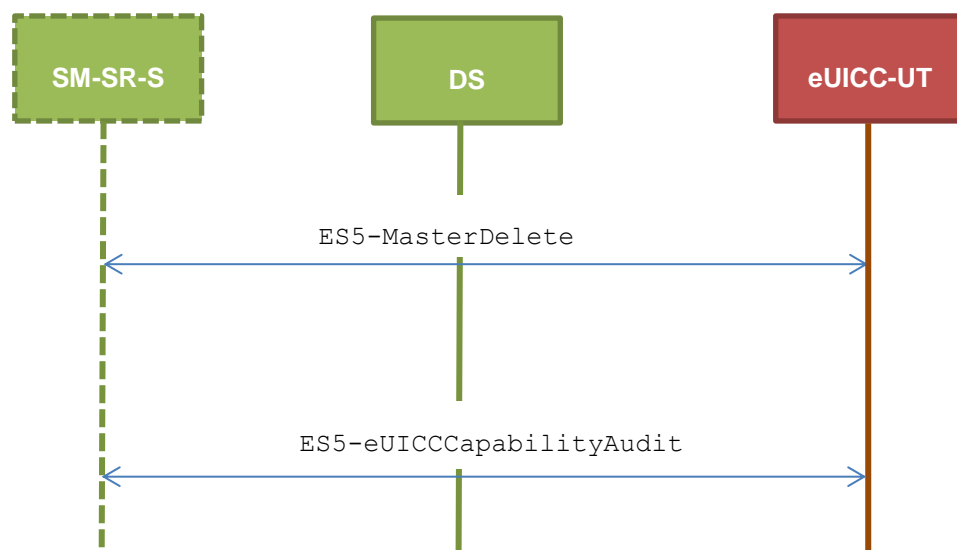 SM-SR-S
DS
eUICC-UT
ES5-MasterDelete
ES5-eUICCCapabilityAudit